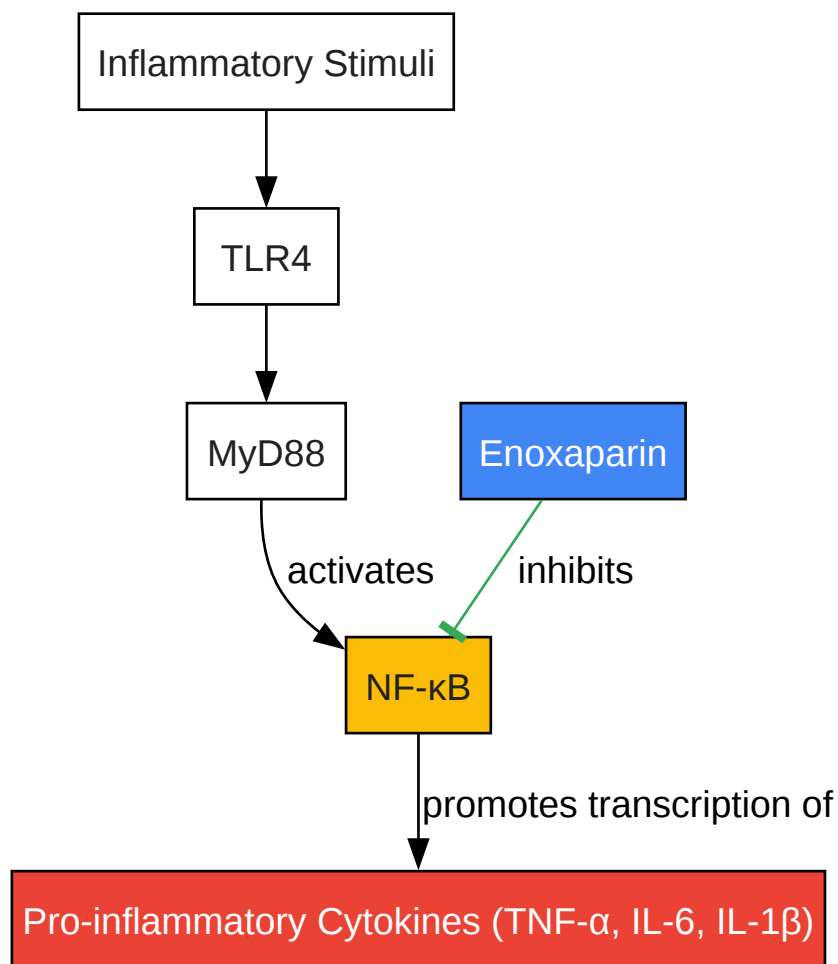 Inflammatory Stimuli
TLR4
MyD88
Enoxaparin
activates
inhibits
NF-κB
promotes transcription of
Pro-inflammatory Cytokines (TNF-α, IL-6, IL-1β)